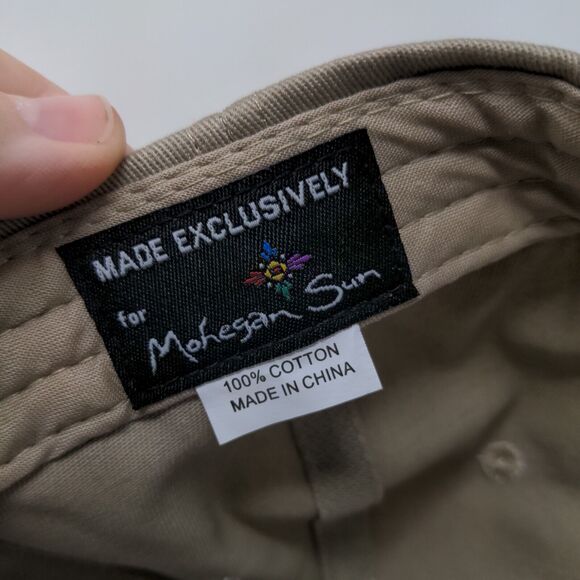 MADE EXCLUSIVELY
for
Mohegan Sun
100% COTTON
MADE IN CHINA